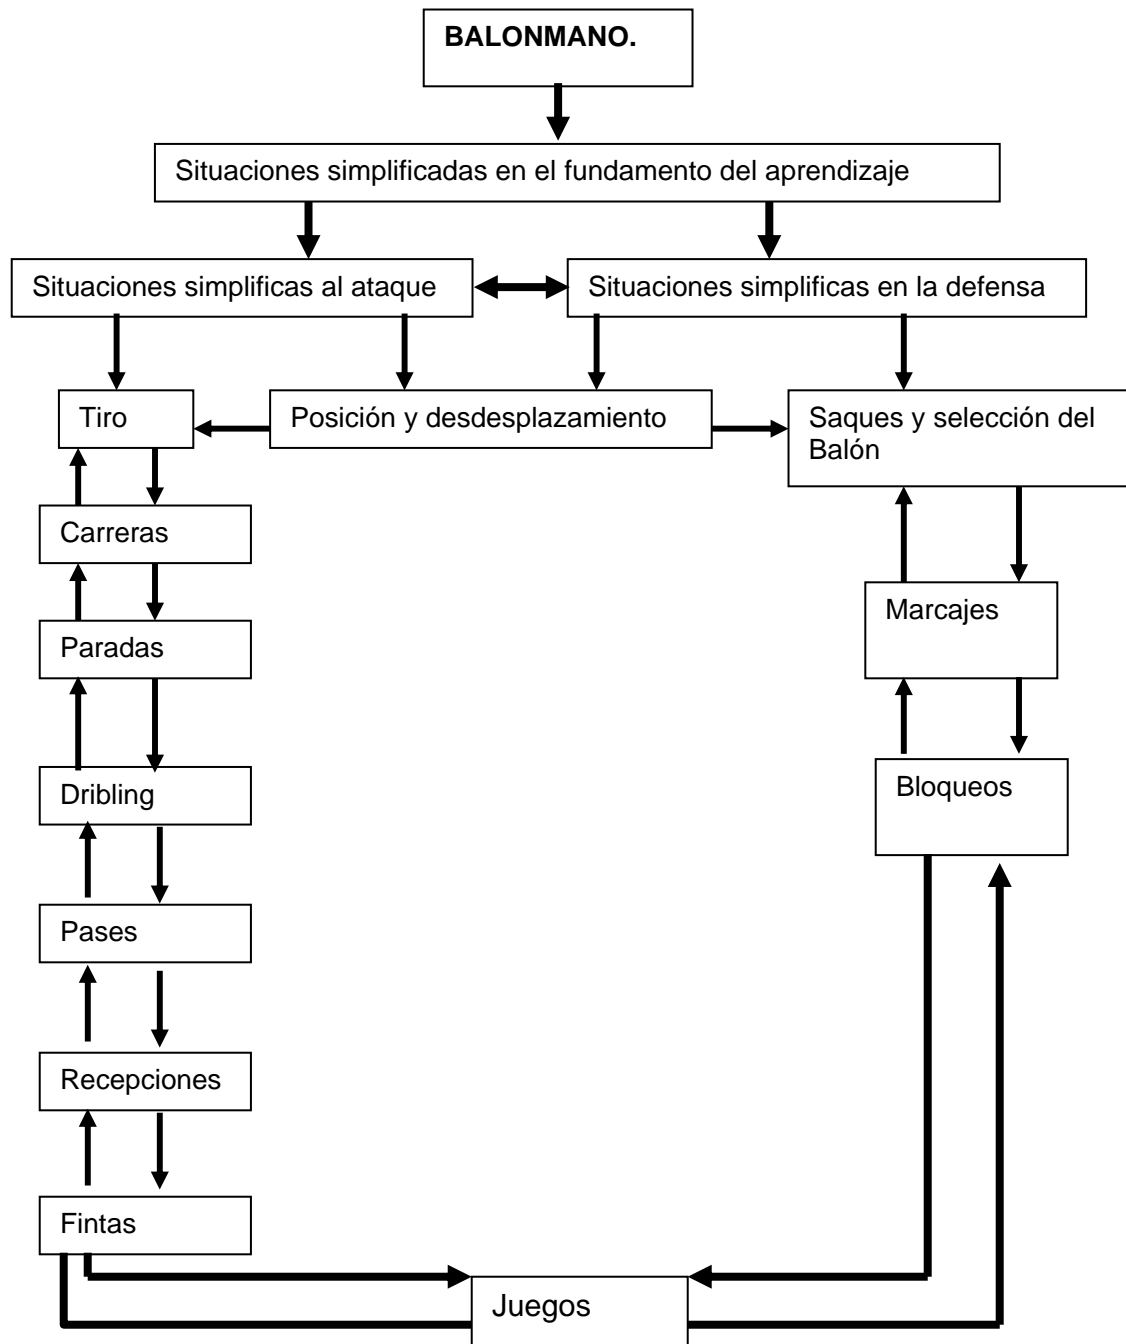 BALONMANO.
Situaciones simplificadas en el fundamento del aprendizaje
Situaciones simplificas al ataque
Situaciones simplificas en la defensa
Tiro
Posición y desdesplazamiento
Saques y selección del
Balón
Carreras
Marcajes
Paradas
Dribling
Bloqueos
Pases
Recepciones
Fintas
Juegos